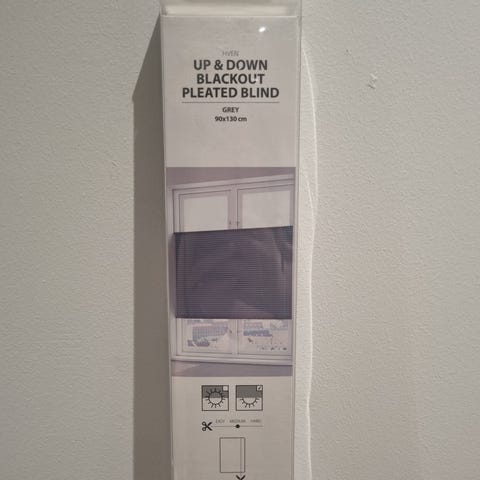 HVEN
UP & DOWN
BLACKOUT
PLEATED BLIND
GREY
90x130 cm
EASY MEDIUM HARD